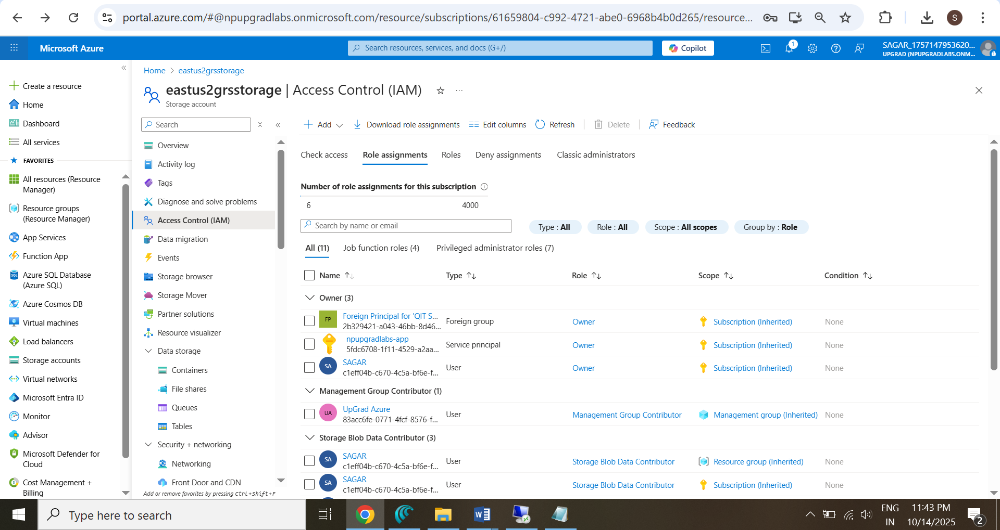 portal.azure.com/#@npupgradlabs.onmicrosoft.com/resource/subscriptions/61659804-c992-4721-abe0-6968b4b0d265/resource...
S
Microsoft Azure
Search resources, services, and docs (G+/)
Copilot
1
SAGAR_1757147953620...
UPGRAD (NPUPGRADLABS.ONM...
Create a resource
Home
Dashboard
All services
FAVORITES
All resources (Resource
Manager)
Resource groups
(Resource Manager)
App Services
Function App
Azure SQL Database
(Azure SQL)
Azure Cosmos DB
Virtual machines
Load balancers
Storage accounts
Virtual networks
Microsoft Entra ID
Monitor
Advisor
Microsoft Defender for
Cloud
Cost Management +
Billing
Home > eastus2grsstorage
eastus2grsstorage | Access Control (IAM)
Storage account
Search
Overview
Activity log
Tags
Diagnose and solve problems
Access Control (IAM)
Data migration
Events
Storage browser
Storage Mover
Partner solutions
Resource visualizer
Data storage
Containers
File shares
Queues
Tables
Security + networking
Networking
Front Door and CDN
Add or remove favorites by pressing Ctrl+Shift+F
Add
Download role assignments
Edit columns
Refresh
Delete
Feedback
Check access
Role assignments
Roles
Deny assignments
Classic administrators
Number of role assignments for this subscription
6 4000
Search by name or email
Type : All
Role : All
Scope : All scopes
Group by : Role
All (11)
Job function roles (4)
Privileged administrator roles (7)
Name Type Role Scope Condition
Owner (3)
FP Foreign Principal for 'QIT S... Foreign group Owner Subscription (Inherited) None
2b329421-a043-46bb-8d46...
npupgradlabs-app Service principal Owner Subscription (Inherited) None
5fdc6708-1f11-4529-a2aa...
SA SAGAR User Owner Subscription (Inherited) None
c1eff04b-c670-4c5a-bf6e-f...
Management Group Contributor (1)
UA UpGrad Azure User Management Group Contributor Management group (Inherited) None
83acc6fe-0771-4fcf-8576-f...
Storage Blob Data Contributor (3)
SA SAGAR User Storage Blob Data Contributor Resource group (Inherited) None
c1eff04b-c670-4c5a-bf6e-f...
SA SAGAR User Storage Blob Data Contributor Subscription (Inherited) None
c1eff04b-c670-4c5a-bf6e-f...
Type here to search
ENG
IN
11:43 PM
10/14/2025
2